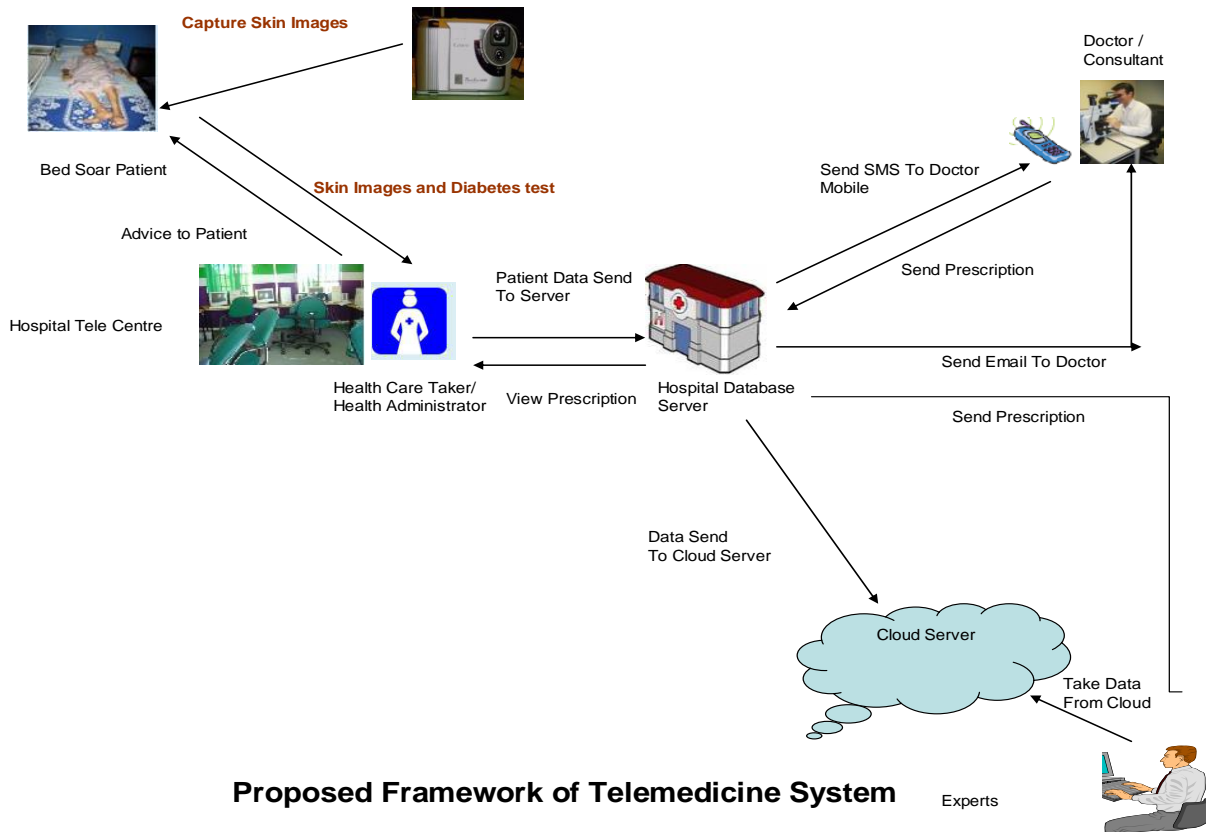 Capture Skin Images
Doctor /
Consultant
Bed Soar Patient
Send SMS To Doctor
Mobile
Skin Images and Diabetes test
Advice to Patient
Send Prescription
Patient Data Send
To Server
Hospital Tele Centre
Send Email To Doctor
Health Care Taker/
Health Administrator
View Prescription
Hospital Database
Server
Send Prescription
Data Send
To Cloud Server
Cloud Server
Take Data
From Cloud
Proposed Framework of Telemedicine System
Experts